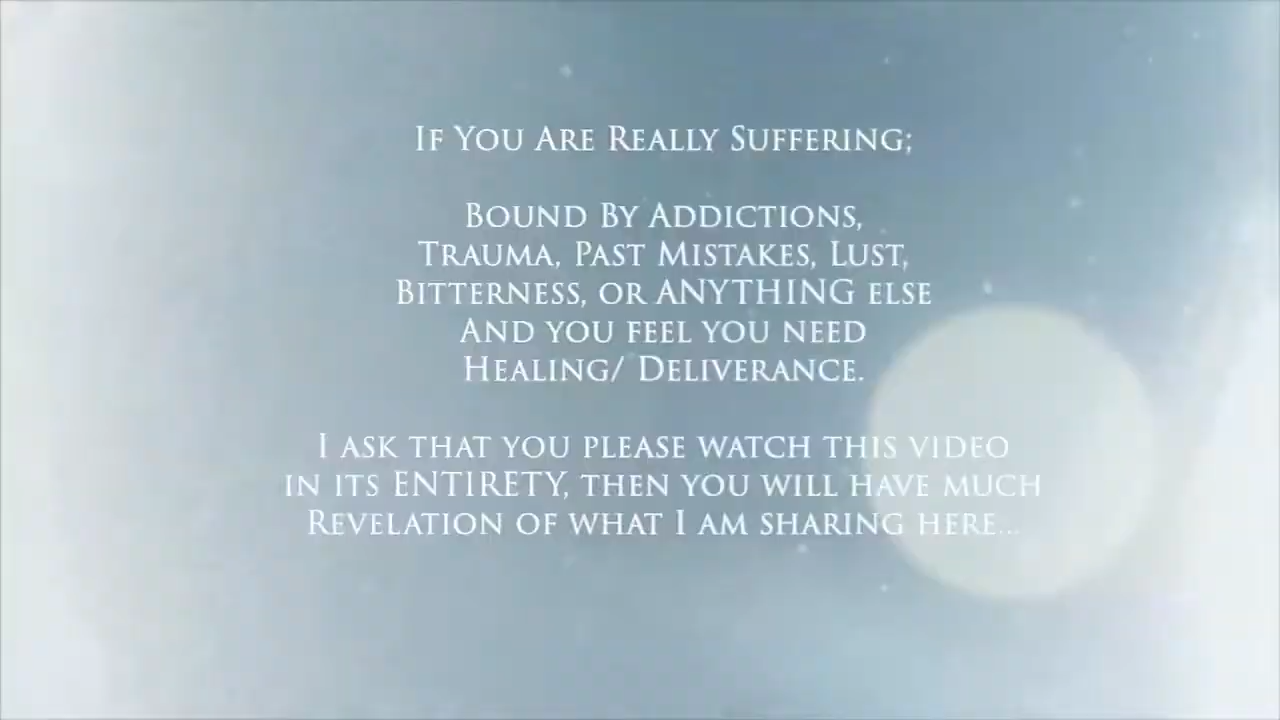 If You Are Really Suffering;
Bound By Addictions,
Trauma, Past Mistakes, Lust,
Bitterness, or ANYTHING else
And you feel you need
Healing/ Deliverance.
I ask that you please watch this video
in its ENTIRETY, then you will have much
Revelation of what I am sharing here...